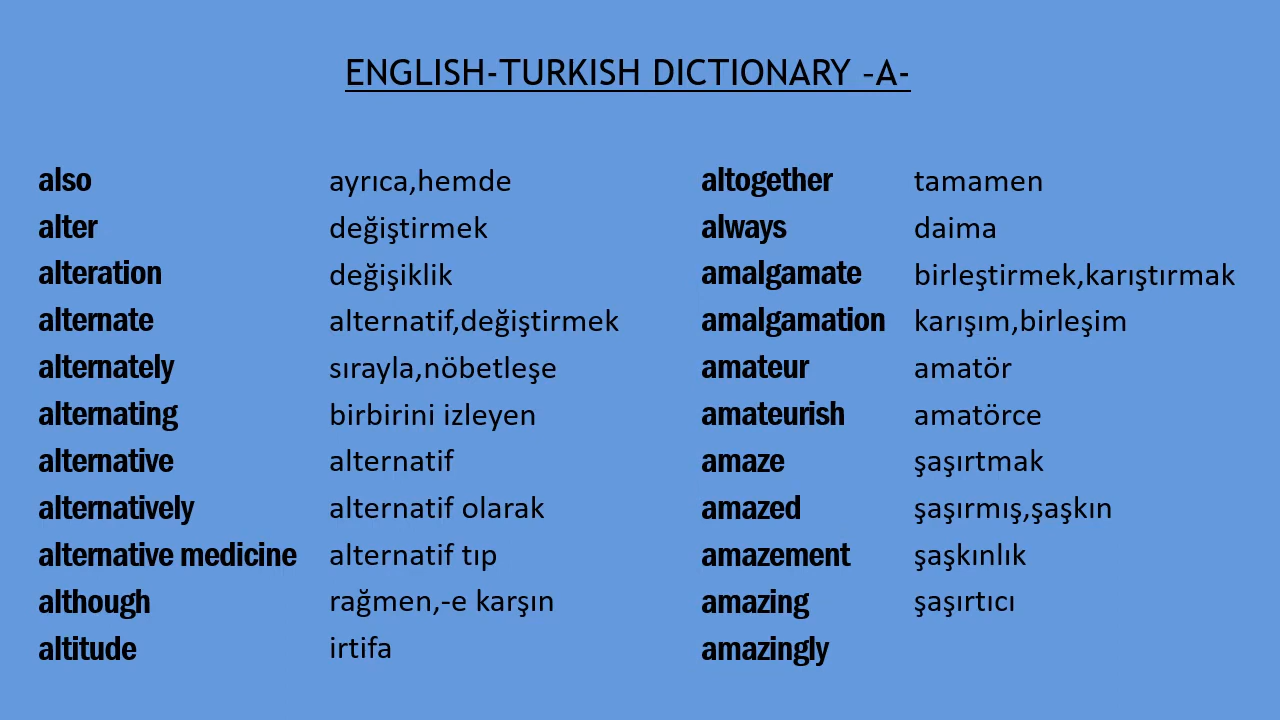 ENGLISH-TURKISH DICTIONARY –A-
also ayrıca,hemde
alter değiştirmek
alteration değişiklik
alternate alternatif,değiştirmek
alternately sırayla,nöbetleşe
alternating birbirini izleyen
alternative alternatif
alternatively alternatif olarak
alternative medicine alternatif tıp
although rağmen,-e karşın
altitude irtifa
altogether tamamen
always daima
amalgamate birleştirmek,karıştırmak
amalgamation karışım,birleşim
amateur amatör
amateurish amatörce
amaze şaşırtmak
amazed şaşırmış,şaşkın
amazement şaşkınlık
amazing şaşırtıcı
amazingly